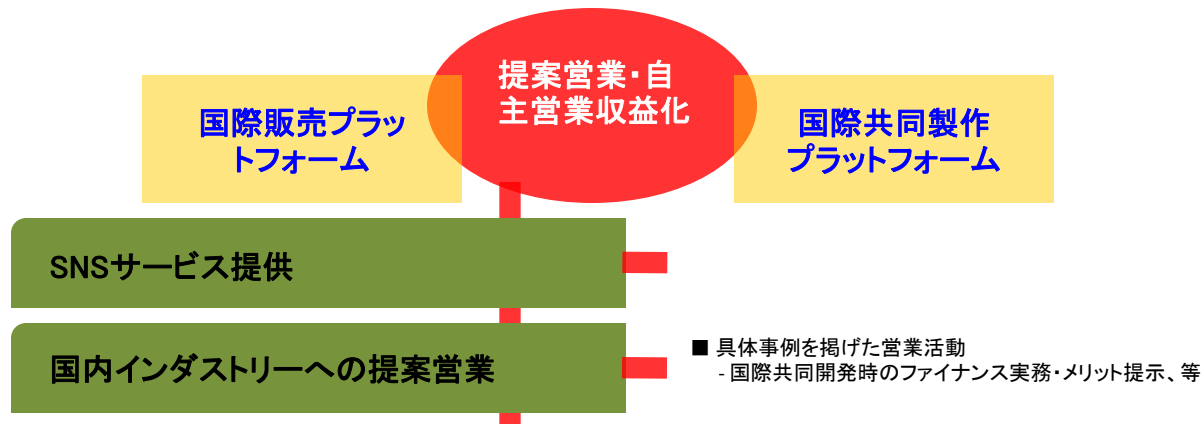 提案営業・自
主営業収益化
国際販売プラッ
トフォーム
国際共同製作
プラットフォーム
SNSサービス提供
国内インダストリーへの提案営業
■ 具体事例を掲げた営業活動
- 国際共同開発時のファイナンス実務・メリット提示、等